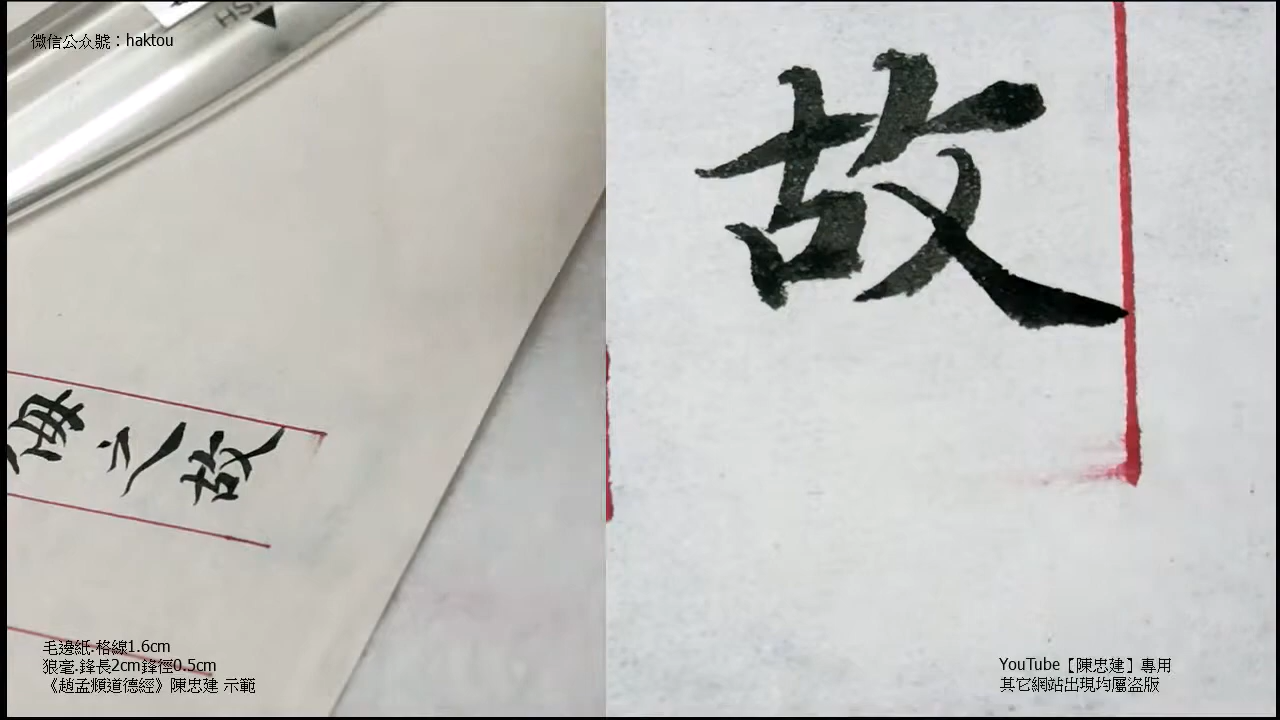 微信公众號：haktou
HS
故
之故
毛邊紙.格線1.6cm
狼毫.鋒長2cm鋒徑0.5cm
《趙孟頫道德經》陳忠建 示範
YouTube［陳忠建］專用
其它網站出現均屬盜版